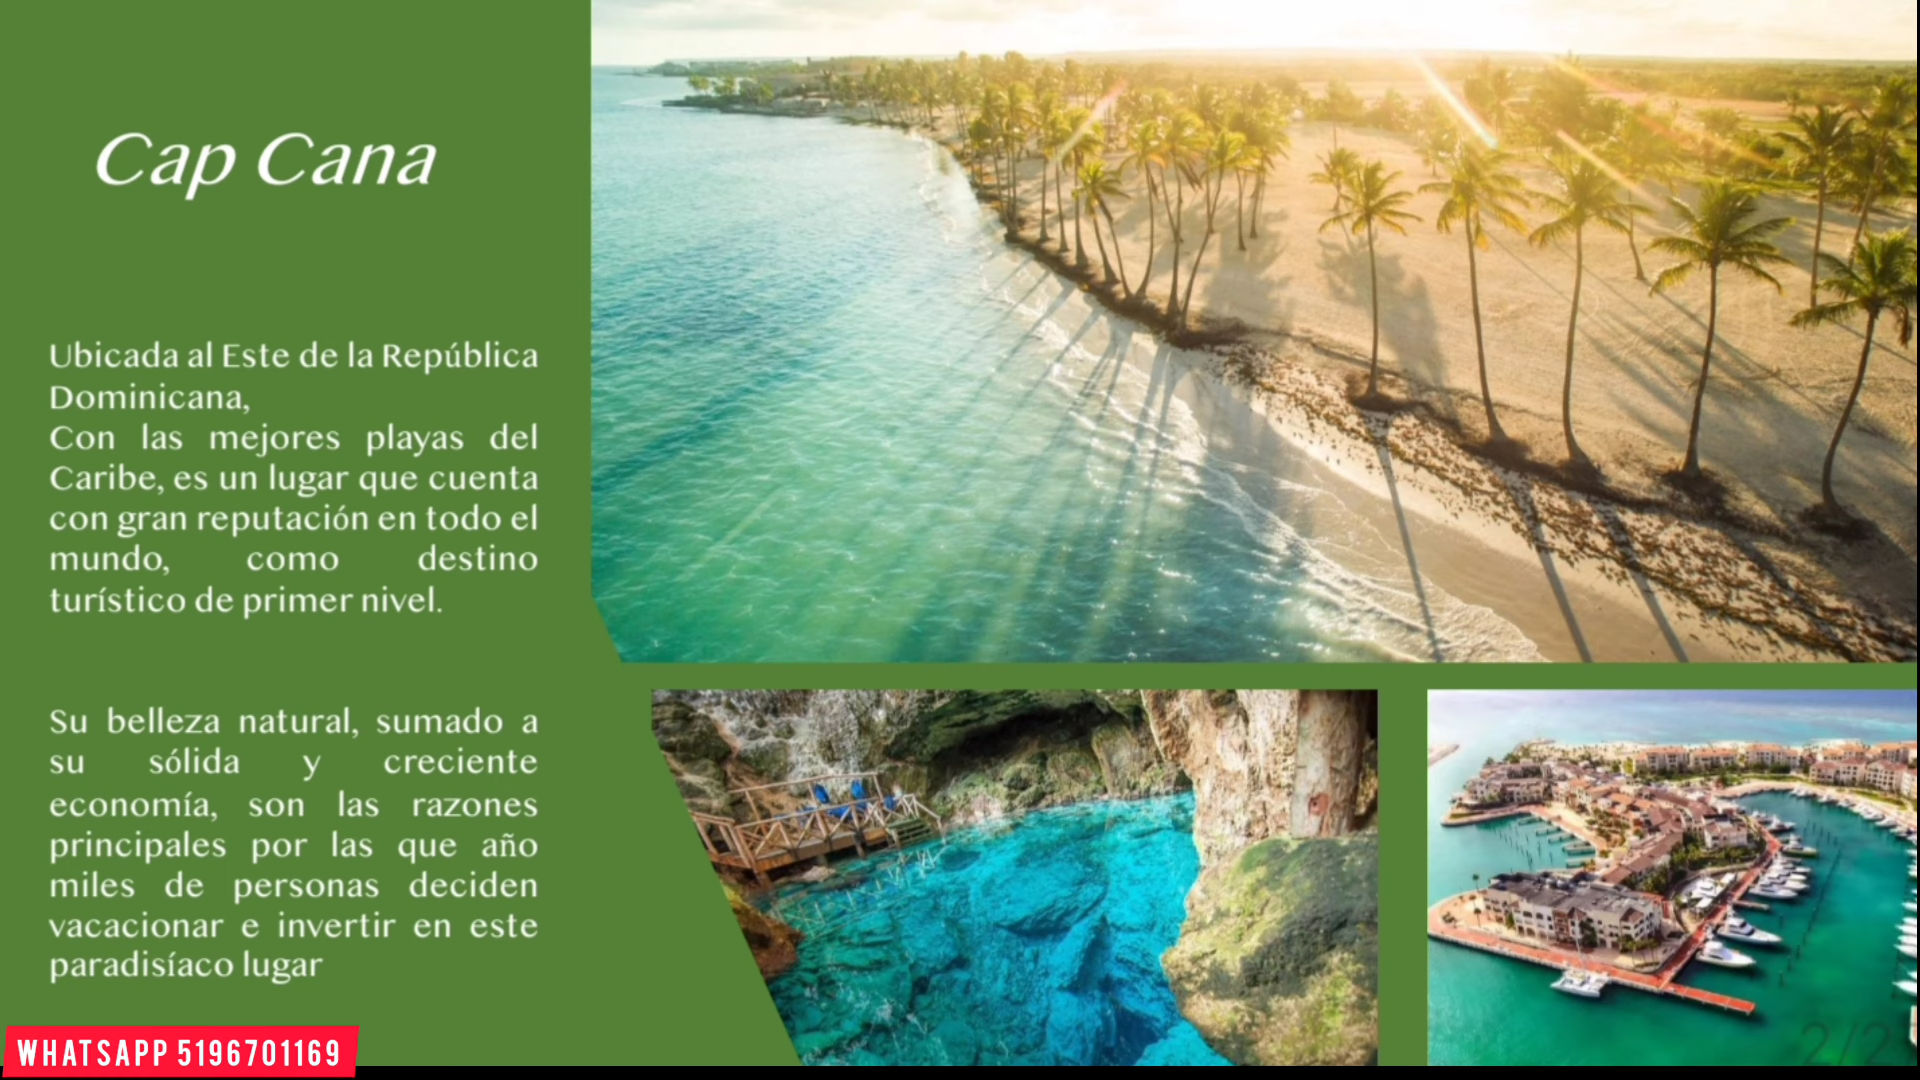 Cap Cana
Ubicada al Este de la República
Dominicana,
Con las mejores playas del
Caribe, es un lugar que cuenta
con gran reputación en todo el
mundo, como destino
turístico de primer nivel.
Su belleza natural, sumado a
su sólida y creciente
economía, son las razones
principales por las que año
miles de personas deciden
vacacionar e invertir en este
paradisíaco lugar
WHATSAPP 5196701169
2/2